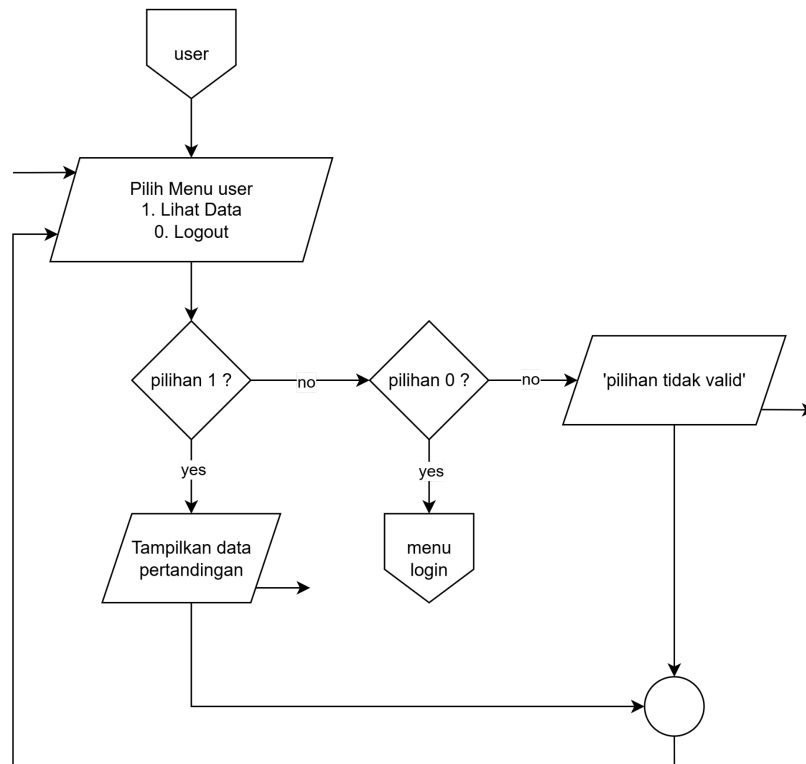 user
Pilih Menu user
1. Lihat Data
0. Logout
pilihan 1 ?
no
pilihan 0 ?
no
'pilihan tidak valid'
yes
yes
Tampilkan data
pertandingan
menu
login